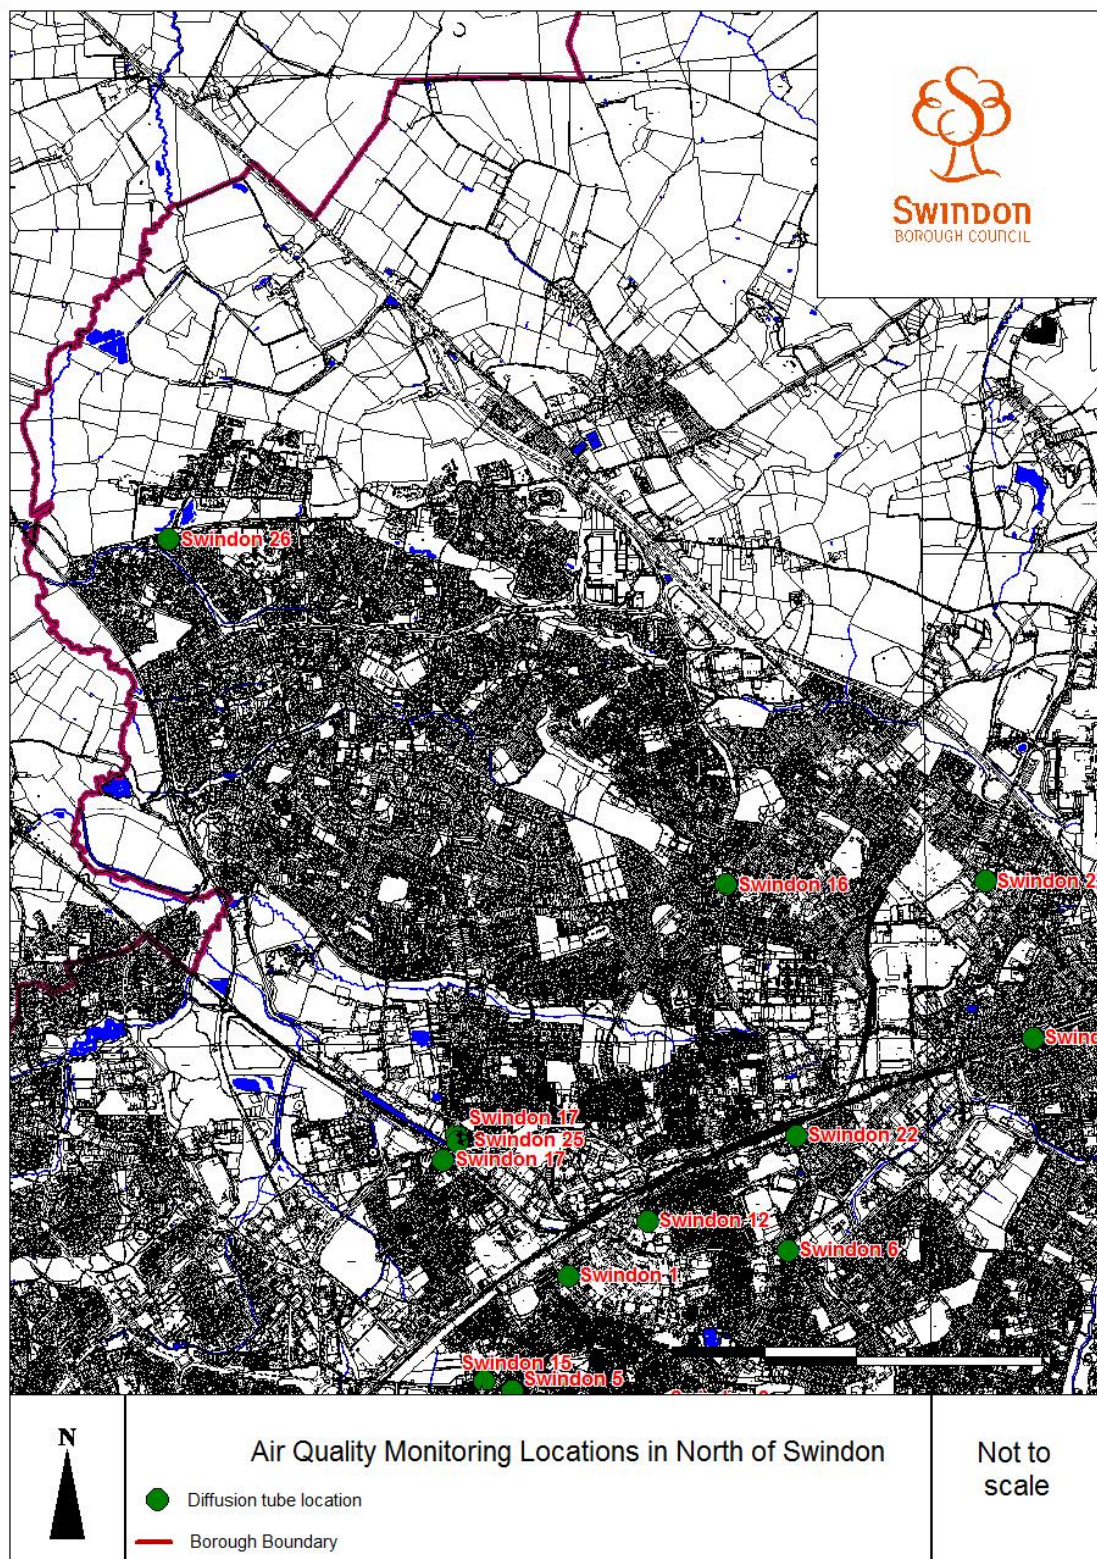 Swindon
BOROUGH COUNCIL
Swindon 26
Swindon 16
Swindon 17
Swindon 25
Swindon 17
Swindon 22
Swindon 12
Swindon 6
Swindon 1
Swindon 15
Swindon 5
N
Air Quality Monitoring Locations in North of Swindon
Diffusion tube location
Borough Boundary
Not to
scale